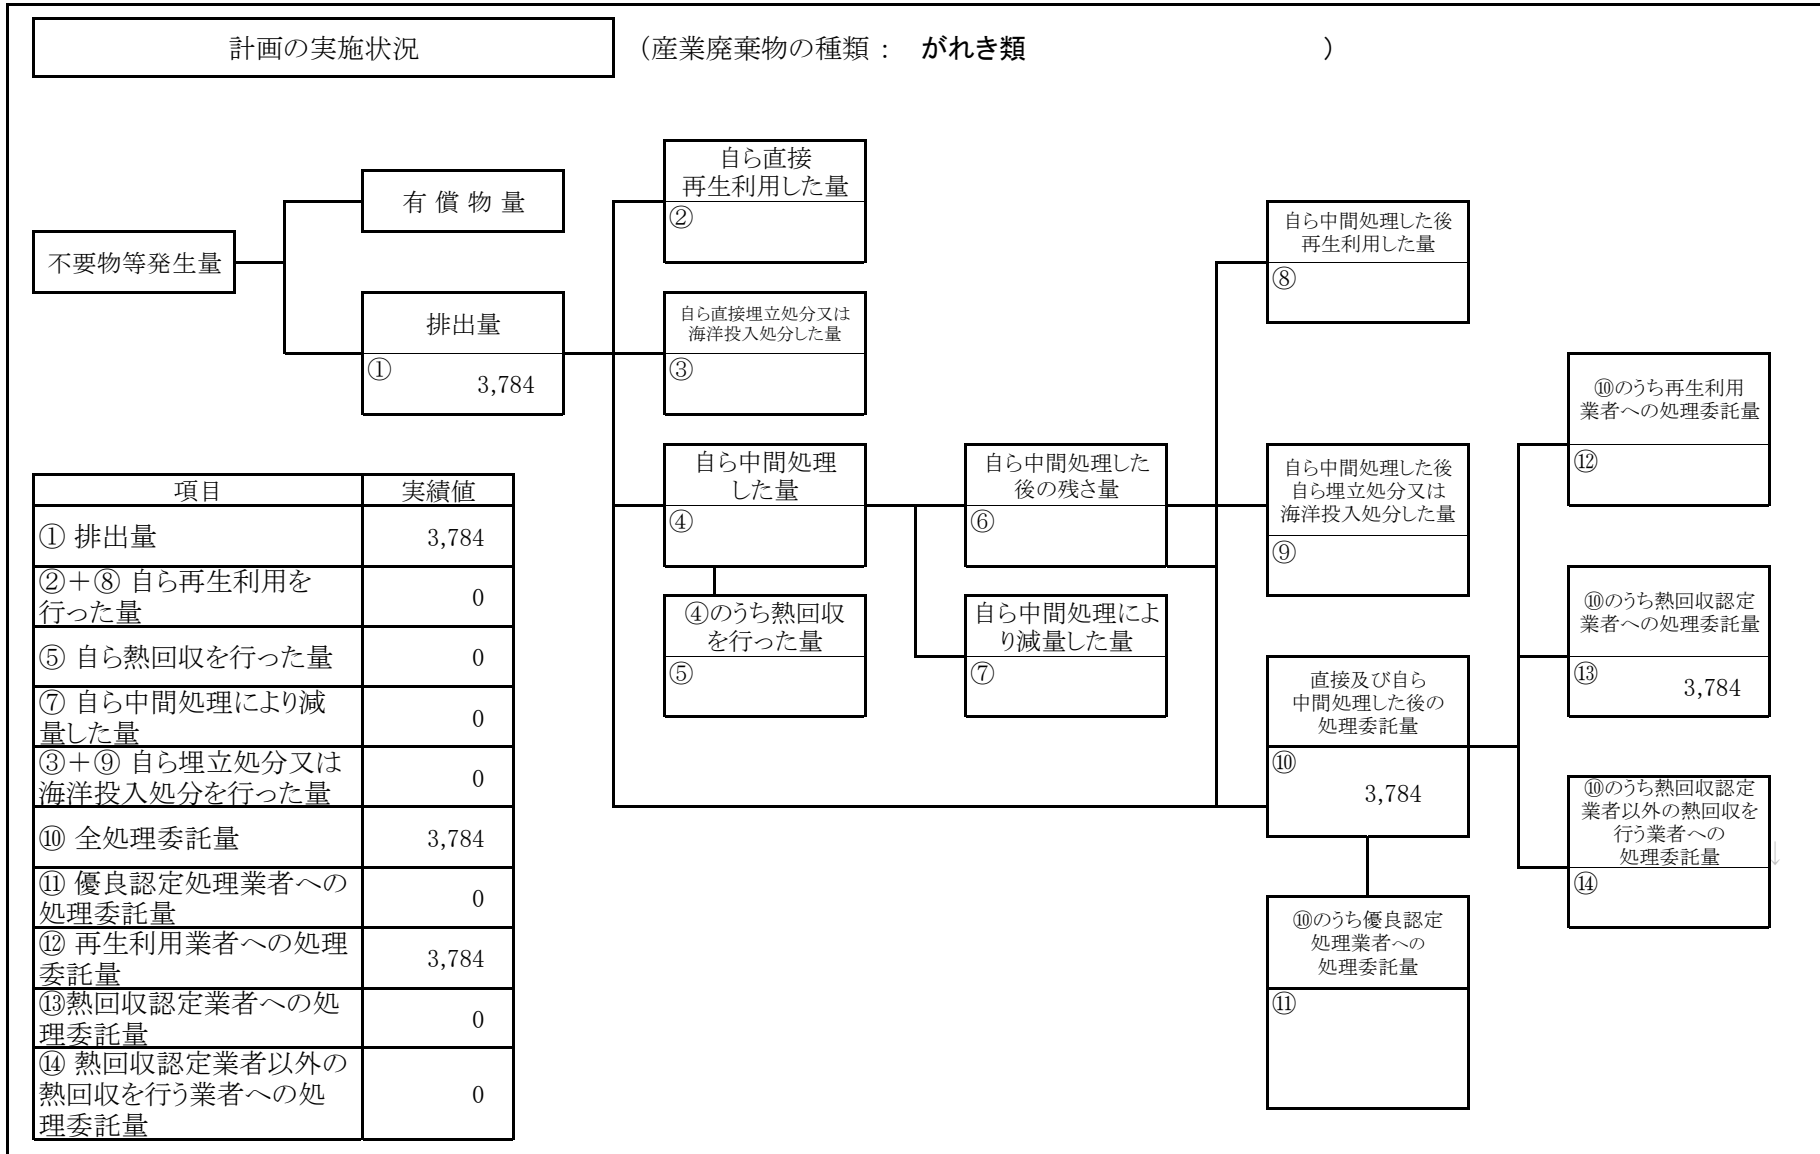 計画の実施状況
（産業廃棄物の種類： がれき類 ）
不要物等発生量
有償物量
排出量
①
3,784
自ら直接
再生利用した量
②
自ら直接埋立処分又は
海洋投入処分した量
③
自ら中間処理
した量
④
④のうち熱回収
を行った量
⑤
自ら中間処理した
後の残さ量
⑥
自ら中間処理によ
り減量した量
⑦
自ら中間処理した後
再生利用した量
⑧
自ら中間処理した後
自ら埋立処分又は
海洋投入処分した量
⑨
直接及び自ら
中間処理した後の
処理委託量
⑩
3,784
⑩のうち優良認定
処理業者への
処理委託量
⑪
⑩のうち再生利用
業者への処理委託量
⑫
⑩のうち熱回収認定
業者への処理委託量
⑬
3,784
⑩のうち熱回収認定
業者以外の熱回収を
行う業者への
処理委託量
↓
⑭
項目 実績値
① 排出量 3,784
②＋⑧ 自ら再生利用を
行った量 0
⑤ 自ら熱回収を行った量 0
⑦ 自ら中間処理により減
量した量 0
③＋⑨ 自ら埋立処分又は
海洋投入処分を行った量 0
⑩ 全処理委託量 3,784
⑪ 優良認定処理業者への
処理委託量 0
⑫ 再生利用業者への処理
委託量 3,784
⑬熱回収認定業者への処
理委託量 0
⑭ 熱回収認定業者以外の
熱回収を行う業者への処
理委託量 0